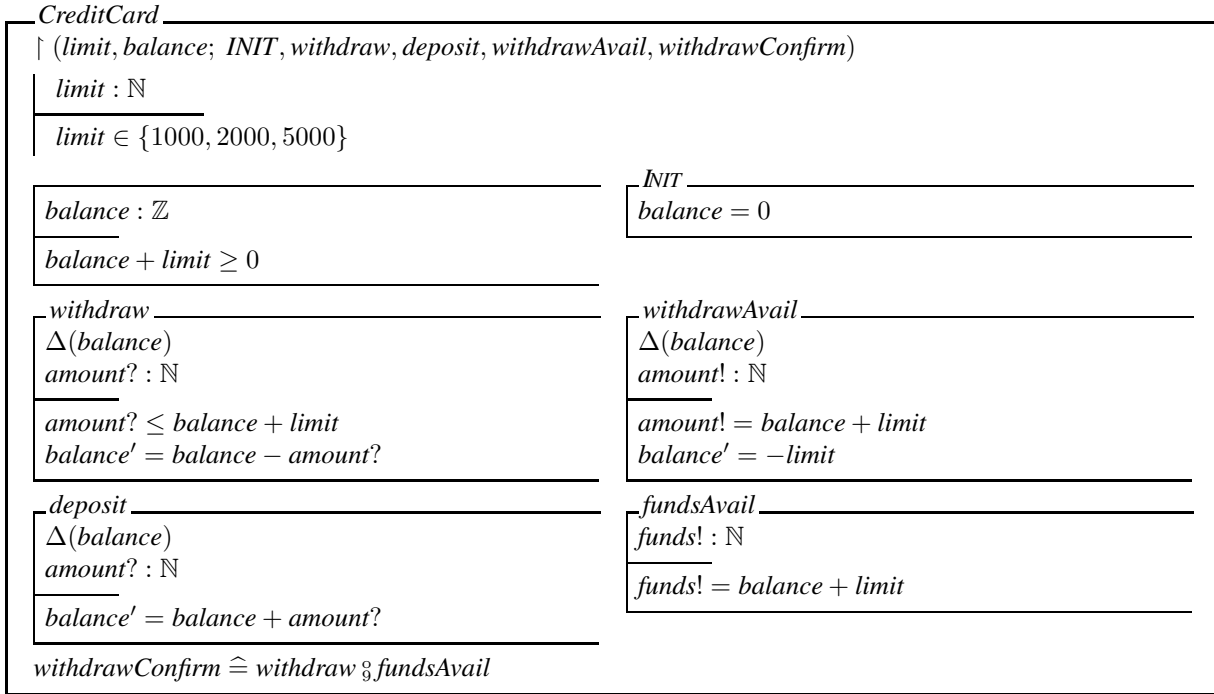 CreditCard
↾ (limit, balance; INIT, withdraw, deposit, withdrawAvail, withdrawConfirm)
limit : ℕ
limit ∈ {1000, 2000, 5000}
balance : ℤ
balance + limit ≥ 0
INIT
balance = 0
withdraw
Δ(balance)
amount? : ℕ
amount? ≤ balance + limit
balance′ = balance − amount?
withdrawAvail
Δ(balance)
amount! : ℕ
amount! = balance + limit
balance′ = −limit
deposit
Δ(balance)
amount? : ℕ
balance′ = balance + amount?
fundsAvail
funds! : ℕ
funds! = balance + limit
withdrawConfirm ≙ withdraw ⨟ fundsAvail